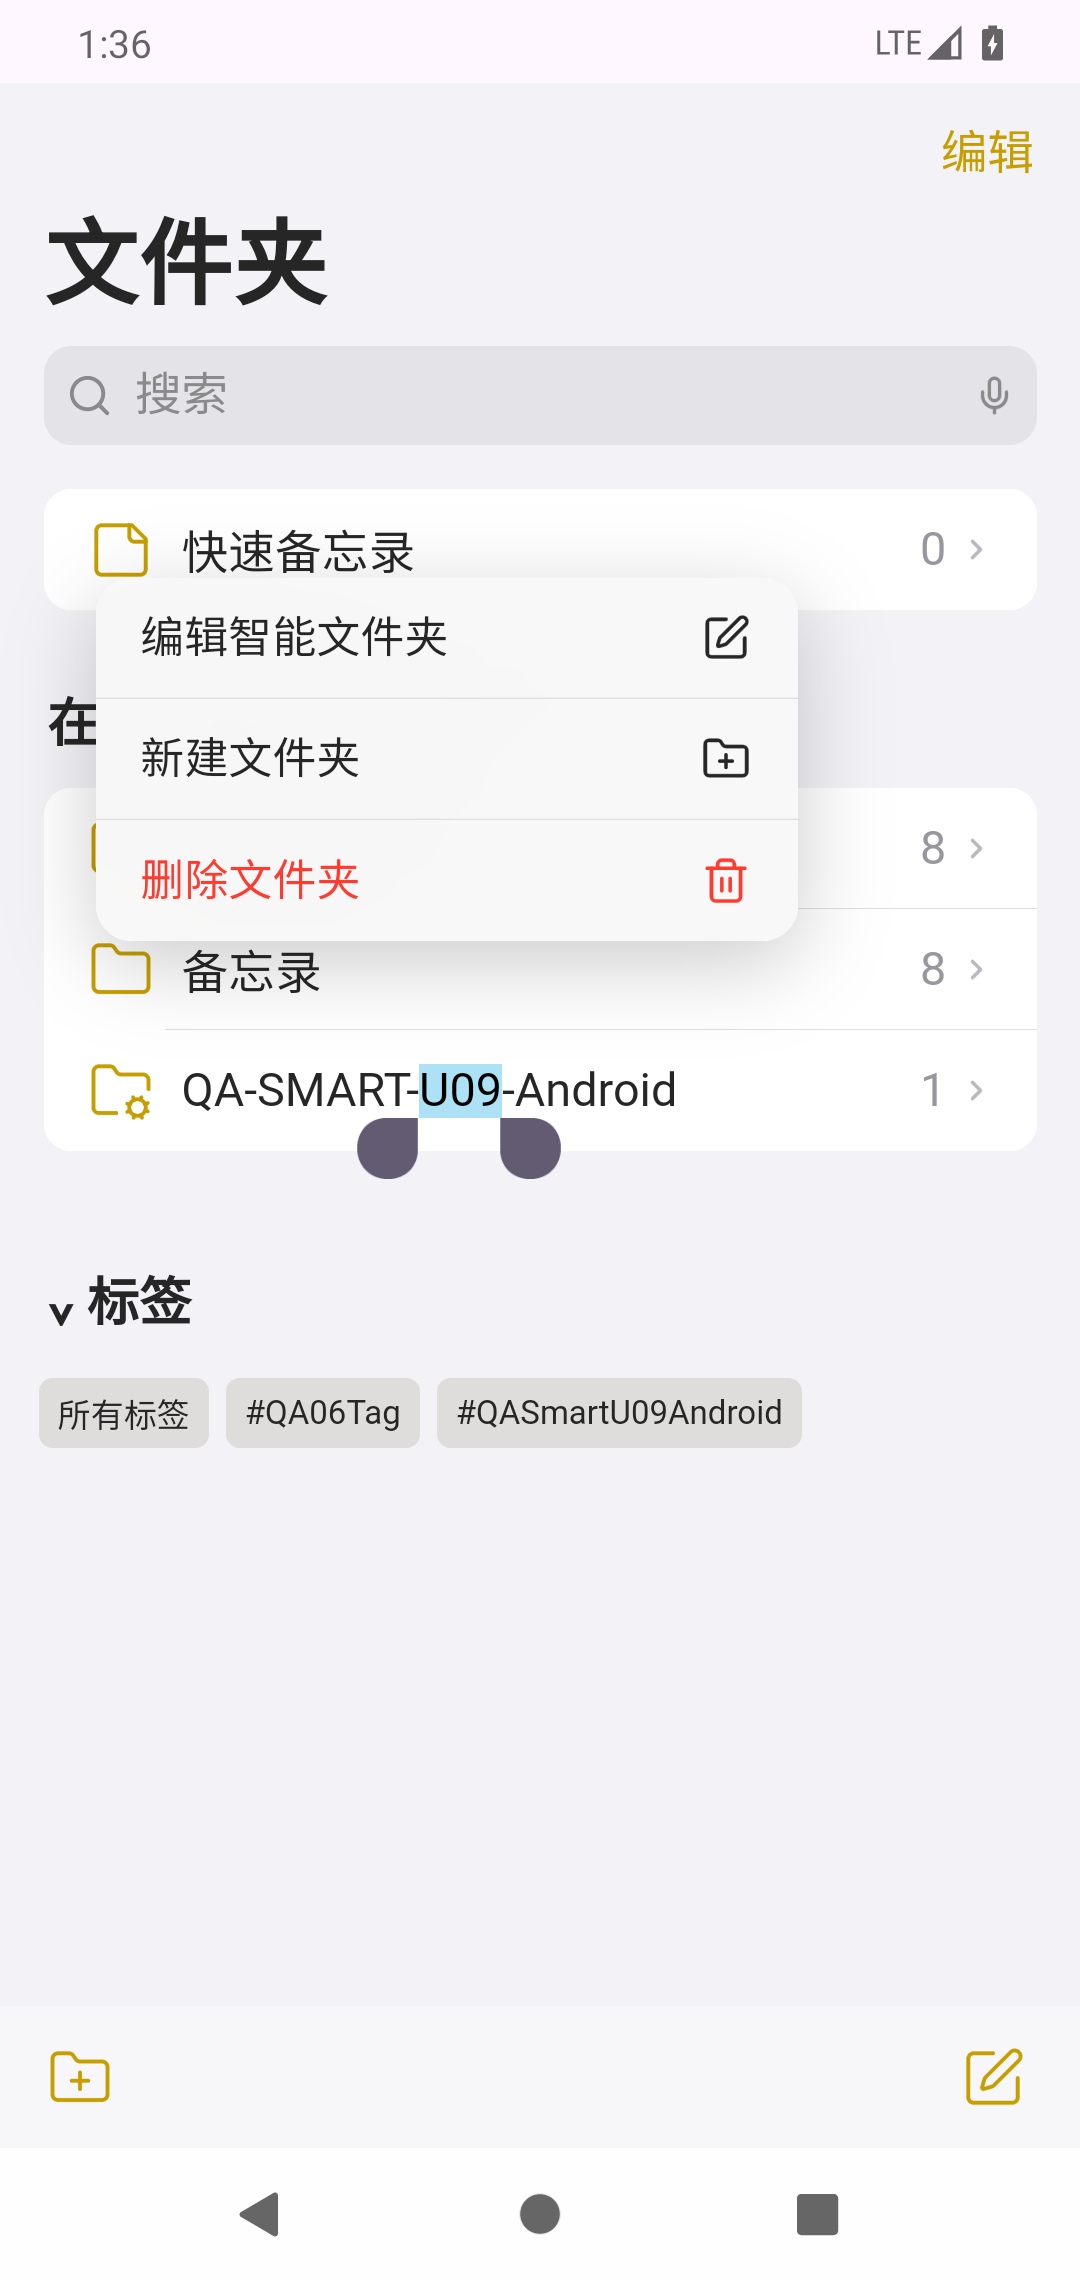 1:36
LTE
编辑
文件夹
搜索
快速备忘录
0
编辑智能文件夹
在
新建文件夹
8
删除文件夹
备忘录
8
QA-SMART-U09-Android
1
标签
所有标签
#QA06Tag
#QASmartU09Android